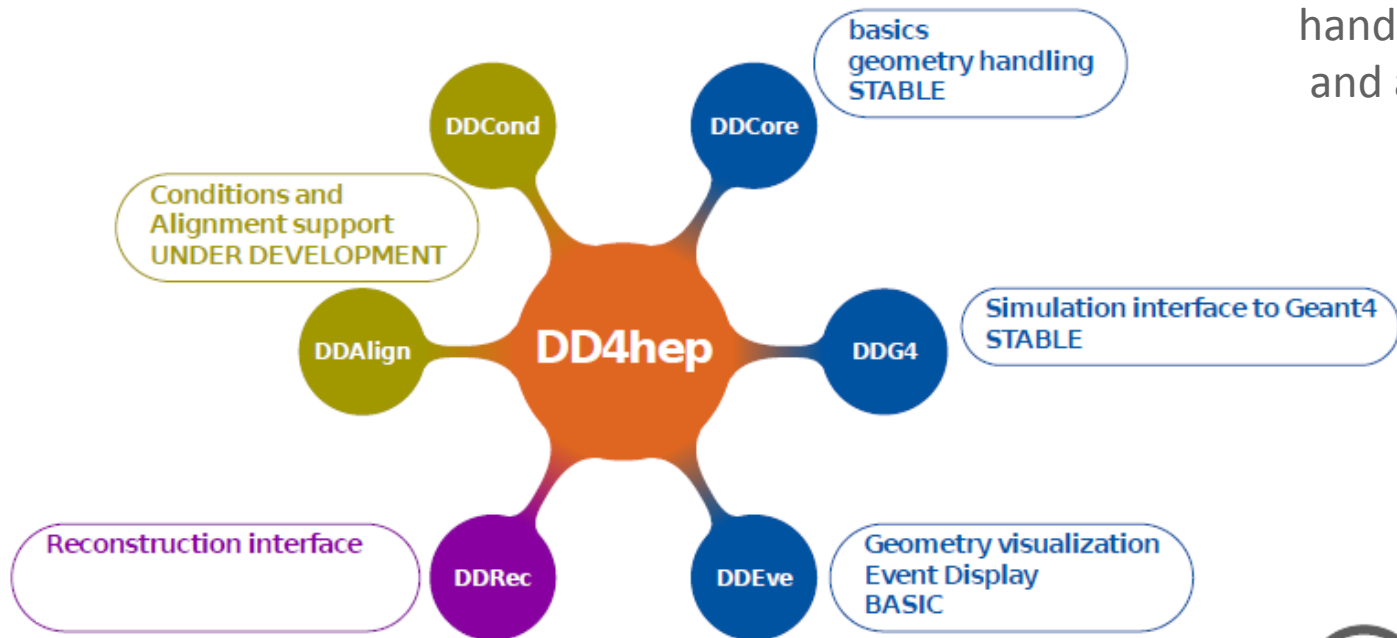 hand
and
basics
geometry handling
STABLE
DDCond
DDCore
Conditions and
Alignment support
UNDER DEVELOPMENT
Simulation interface to Geant4
STABLE
DDAlign
DD4hep
DDG4
Reconstruction interface
DDRec
DDEve
Geometry visualization
Event Display
BASIC